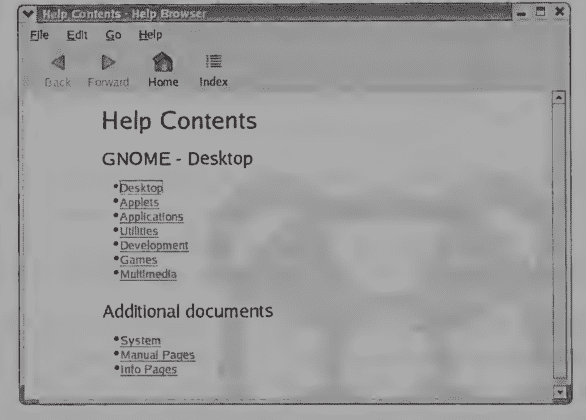 Help Contents - Help Browser
File Edit Go Help
Back Forward Home Index
Help Contents
GNOME - Desktop
•Desktop
•Applets
•Applications
•Utilities
•Development
•Games
•Multimedia
Additional documents
•System
•Manual Pages
•Info Pages